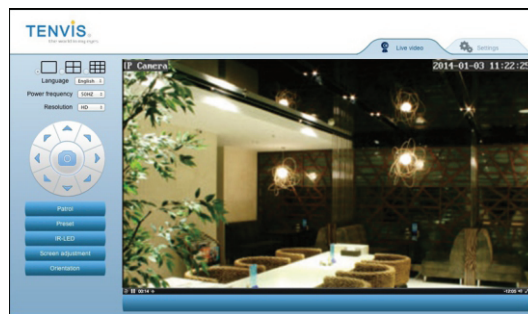 TENVIS
Live video
Settings
Language English
Power frequency 50HZ
Resolution HD
IP Camera
2014-01-03 11:22:25
Patrol
Preset
IR-LED
Screen adjustment
Orientation